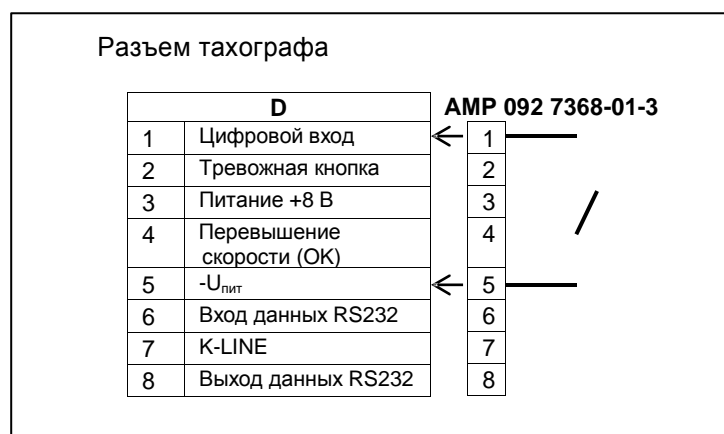 Разъем тахографа
D AMP 092 7368-01-3
1 Цифровой вход 1
2 Тревожная кнопка 2
3 Питание +8 В 3
4 Перевышение 4
скорости (ОК)
5 -Uпит 5
6 Вход данных RS232 6
7 K-LINE 7
8 Выход данных RS232 8